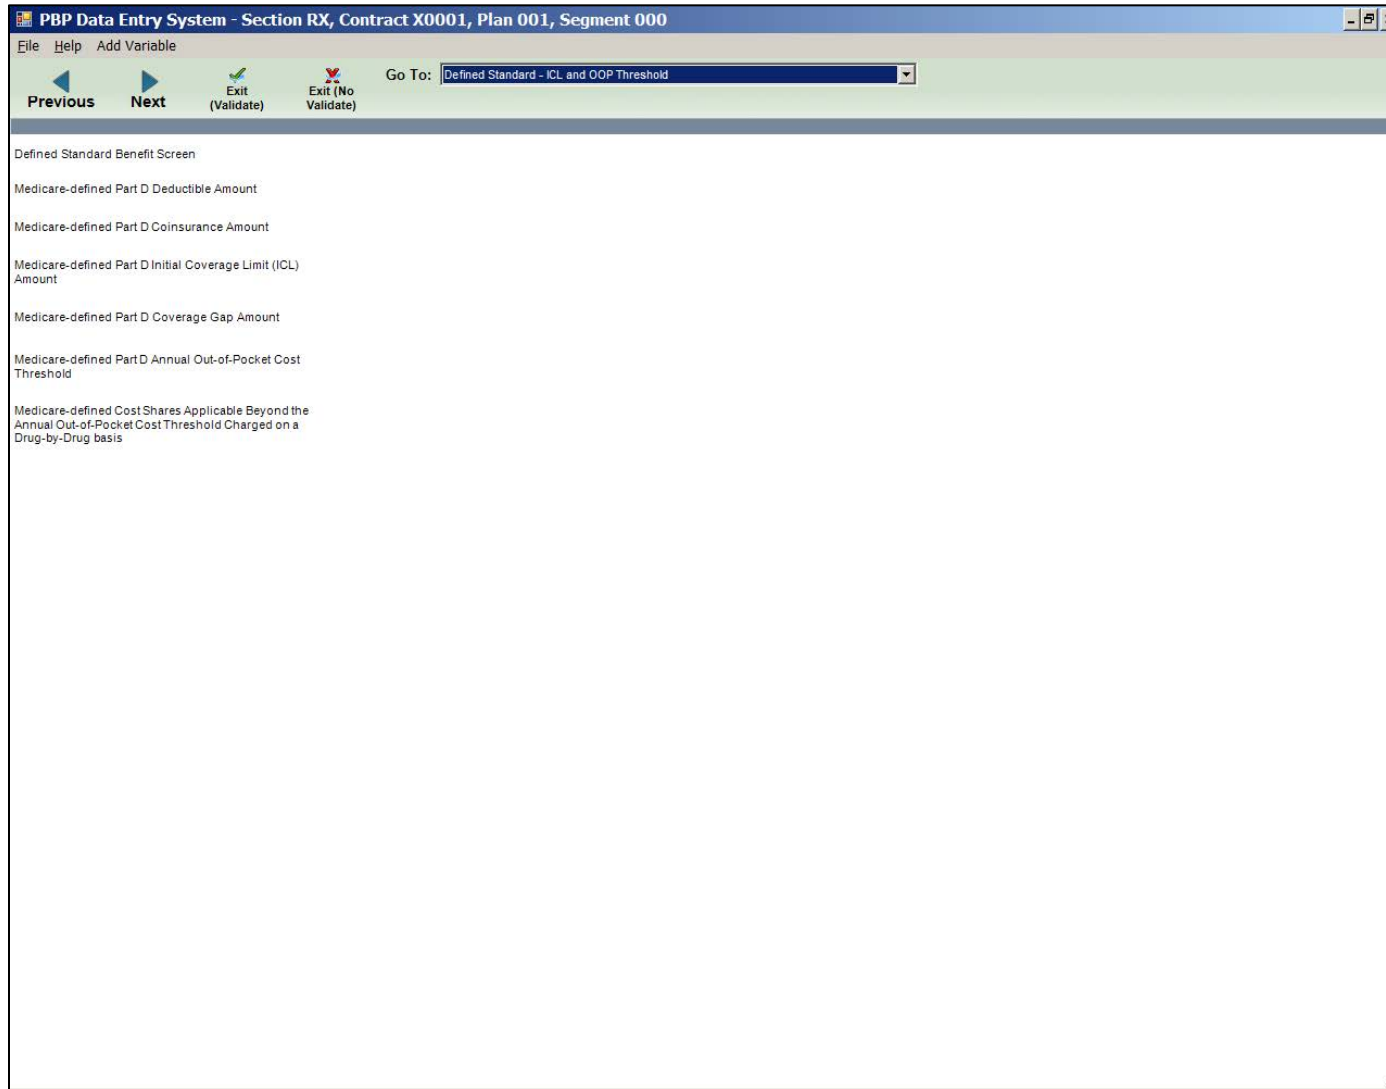 PBP Data Entry System - Section RX, Contract X0001, Plan 001, Segment 000
File Help Add Variable
Previous
Next
Exit
(Validate)
Exit (No
Validate)
Go To: Defined Standard - ICL and OOP Threshold
Defined Standard Benefit Screen
Medicare-defined Part D Deductible Amount
Medicare-defined Part D Coinsurance Amount
Medicare-defined Part D Initial Coverage Limit (ICL)
Amount
Medicare-defined Part D Coverage Gap Amount
Medicare-defined Part D Annual Out-of-Pocket Cost
Threshold
Medicare-defined Cost Shares Applicable Beyond the
Annual Out-of-Pocket Cost Threshold Charged on a
Drug-by-Drug basis